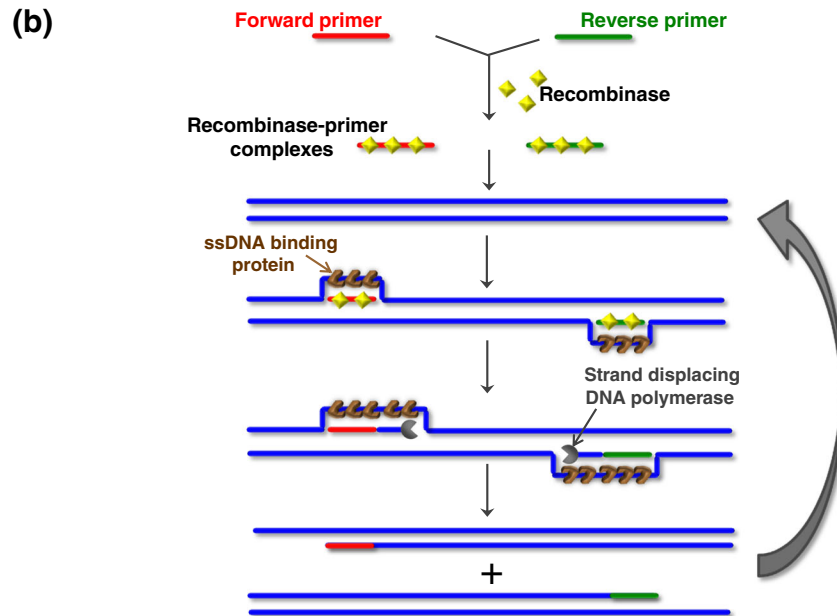 (b)
Forward primer
Reverse primer
Recombinase
Recombinase-primer
complexes
ssDNA binding
protein
Strand displacing
DNA polymerase
+